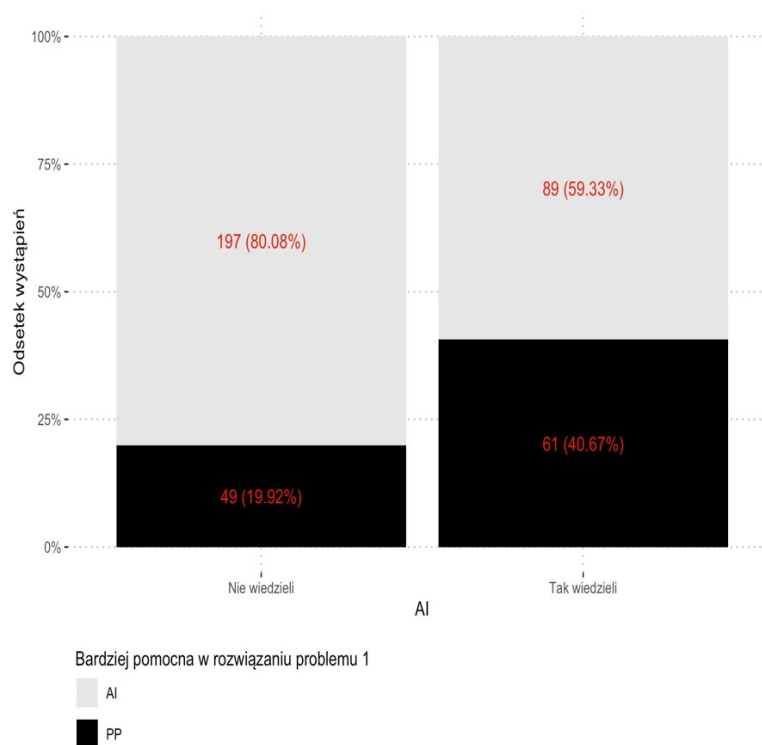 100%
75%
50%
25%
0%
Odsetek wystąpień
197 (80.08%)
49 (19.92%)
89 (59.33%)
61 (40.67%)
Nie wiedzieli
Tak wiedzieli
AI
Bardziej pomocna w rozwiązaniu problemu 1
AI
PP